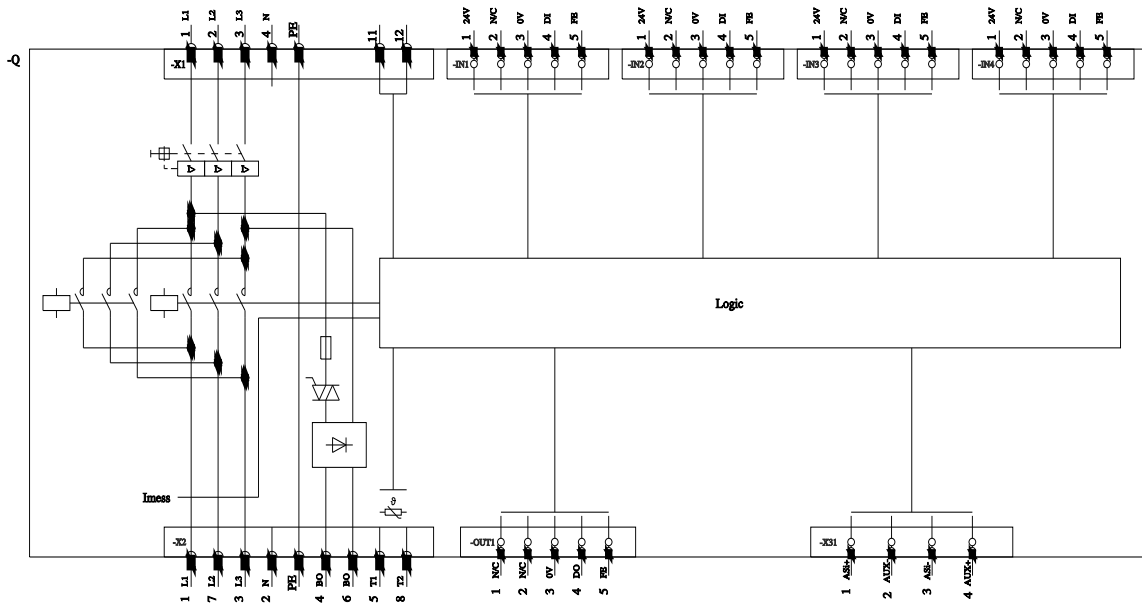 L1 L2 L3 N PE 24V N/C 0V DI FE 24V N/C 0V DI FE 24V N/C 0V DI FE 24V N/C 0V DI FE
1 2 3 4 11 12 1 2 3 4 5 1 2 3 4 5 1 2 3 4 5 1 2 3 4 5
-Q
-X1 -IN1 -IN2 -IN3 -IN4
Logic
Imess
ϑ
-X2 -OUT1 -X31
L1 L2 L3 N PE BO BO T1 T2 N/C N/C 0V DO FE ASi+ AUX- ASi- AUX+
1 7 3 2 4 6 5 8 1 2 3 4 5 1 2 3 4